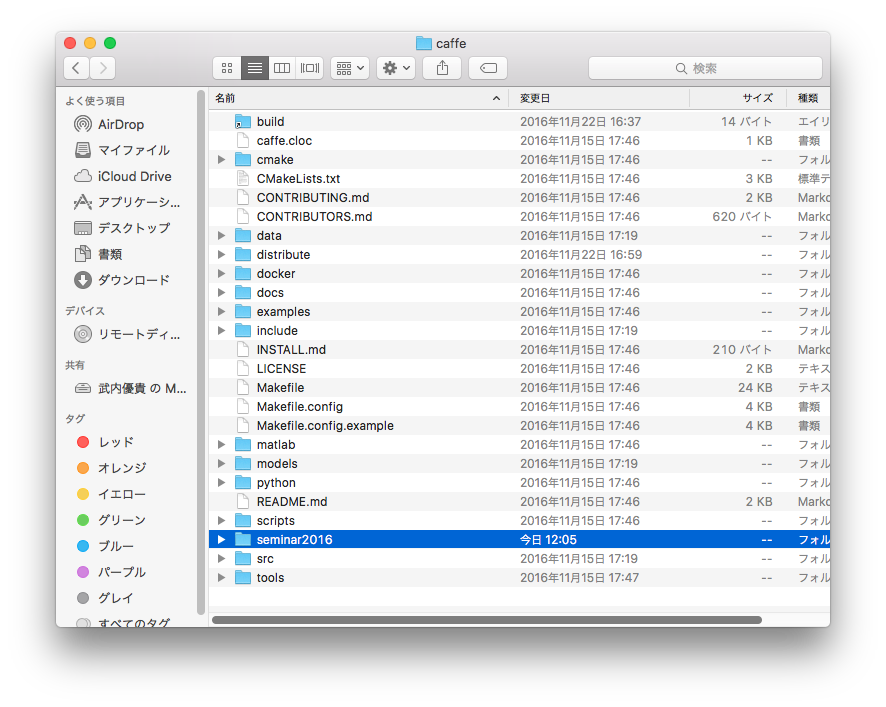 caffe
検索
よく使う項目
AirDrop
マイファイル
iCloud Drive
アプリケーシ...
デスクトップ
書類
ダウンロード
デバイス
リモートディ...
共有
武内優貴 の M...
タグ
レッド
オレンジ
イエロー
グリーン
ブルー
パープル
グレイ
すべてのタグ
名前 変更日 サイズ 種類
build 2016年11月22日 16:37 14 バイト エイリ
caffe.cloc 2016年11月15日 17:46 1 KB 書類
cmake 2016年11月15日 17:46 -- フォル
CMakeLists.txt 2016年11月15日 17:46 3 KB 標準テ
CONTRIBUTING.md 2016年11月15日 17:46 2 KB Marko
CONTRIBUTORS.md 2016年11月15日 17:46 620 バイト Marko
data 2016年11月15日 17:19 -- フォル
distribute 2016年11月22日 16:59 -- フォル
docker 2016年11月15日 17:46 -- フォル
docs 2016年11月15日 17:46 -- フォル
examples 2016年11月15日 17:46 -- フォル
include 2016年11月15日 17:19 -- フォル
INSTALL.md 2016年11月15日 17:46 210 バイト Marko
LICENSE 2016年11月15日 17:46 2 KB テキス
Makefile 2016年11月15日 17:46 24 KB テキス
Makefile.config 2016年11月15日 17:46 4 KB 書類
Makefile.config.example 2016年11月15日 17:46 4 KB 書類
matlab 2016年11月15日 17:46 -- フォル
models 2016年11月15日 17:19 -- フォル
python 2016年11月15日 17:46 -- フォル
README.md 2016年11月15日 17:46 2 KB Marko
scripts 2016年11月15日 17:46 -- フォル
seminar2016 今日 12:05 -- フォル
src 2016年11月15日 17:19 -- フォル
tools 2016年11月15日 17:47 -- フォル